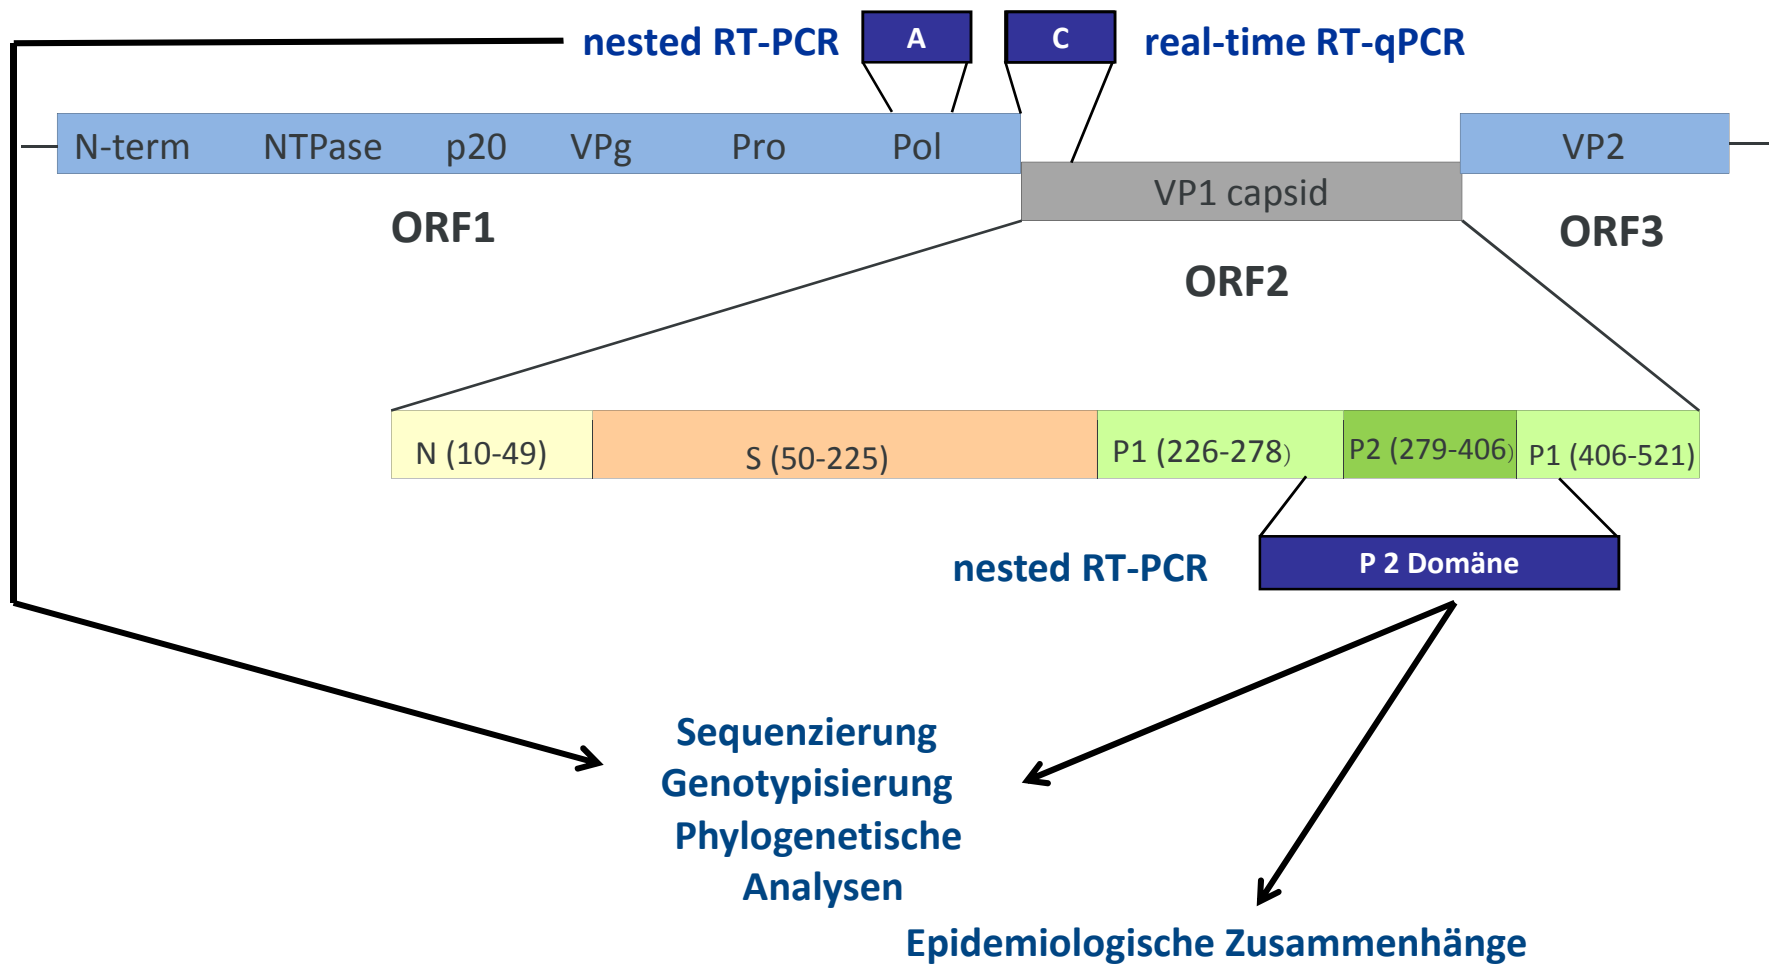 nested RT-PCR A C real-time RT-qPCR
N-term NTPase p20 VPg Pro Pol VP2
VP1 capsid
ORF1 ORF3
ORF2
N (10-49) S (50-225) P1 (226-278) P2 (279-406) P1 (406-521)
nested RT-PCR P 2 Domäne
Sequenzierung
Genotypisierung
Phylogenetische
Analysen
Epidemiologische Zusammenhänge